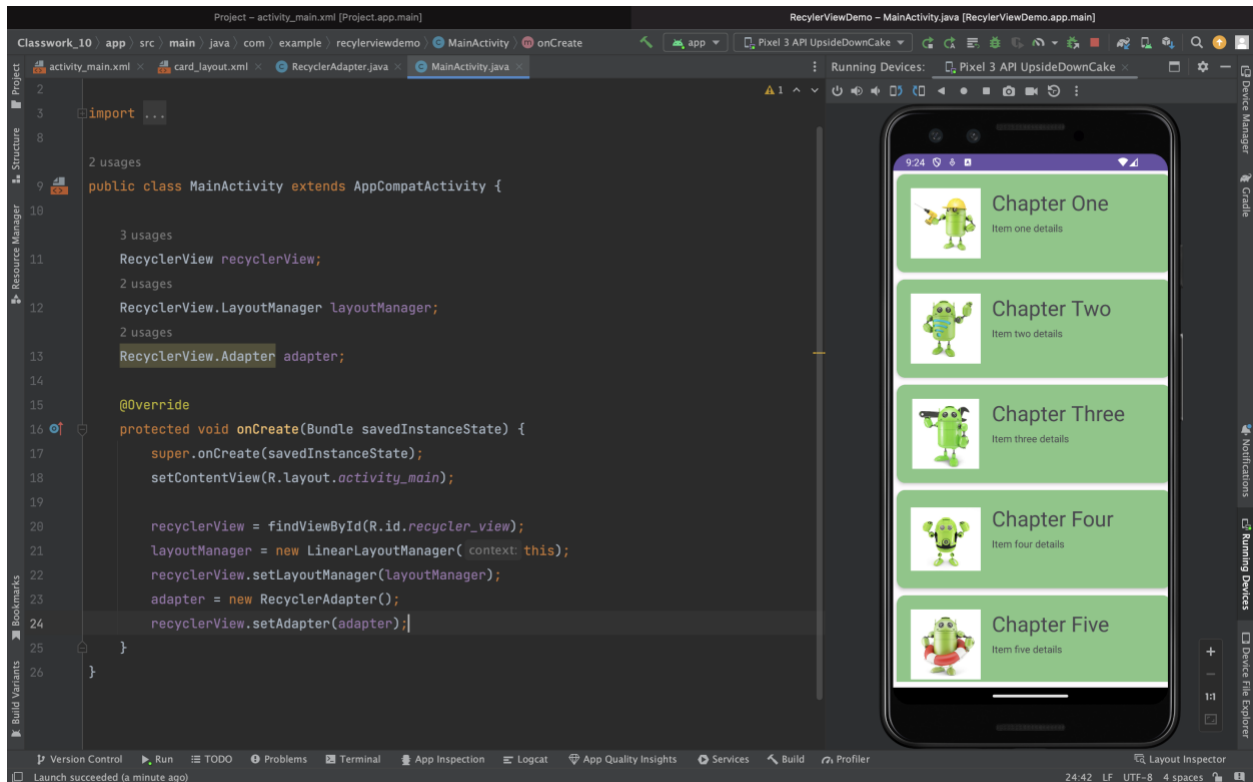 Project – activity_main.xml [Project.app.main]
RecylerViewDemo – MainActivity.java [RecylerViewDemo.app.main]
Classwork_10 〉 app 〉 src 〉 main 〉 java 〉 com 〉 example 〉 recylerviewdemo 〉 MainActivity 〉 onCreate
app
Pixel 3 API UpsideDownCake
activity_main.xml
card_layout.xml
RecyclerAdapter.java
MainActivity.java
Running Devices:
Pixel 3 API UpsideDownCake
Project
Structure
Resource Manager
Bookmarks
Build Variants
1
2
3 import ...
8
2 usages
9 public class MainActivity extends AppCompatActivity {
10
3 usages
11 RecyclerView recyclerView;
2 usages
12 RecyclerView.LayoutManager layoutManager;
2 usages
13 RecyclerView.Adapter adapter;
14
15 @Override
16 protected void onCreate(Bundle savedInstanceState) {
17 super.onCreate(savedInstanceState);
18 setContentView(R.layout.activity_main);
19
20 recyclerView = findViewById(R.id.recycler_view);
21 layoutManager = new LinearLayoutManager( context: this);
22 recyclerView.setLayoutManager(layoutManager);
23 adapter = new RecyclerAdapter();
24 recyclerView.setAdapter(adapter);
25 }
26 }
9:24
Chapter One
Item one details
Chapter Two
Item two details
Chapter Three
Item three details
Chapter Four
Item four details
Chapter Five
Item five details
1:1
Device Manager
Gradle
Notifications
Running Devices
Device File Explorer
Version Control
Run
TODO
Problems
Terminal
App Inspection
Logcat
App Quality Insights
Services
Build
Profiler
Layout Inspector
Launch succeeded (a minute ago)
24:42 LF UTF-8 4 spaces